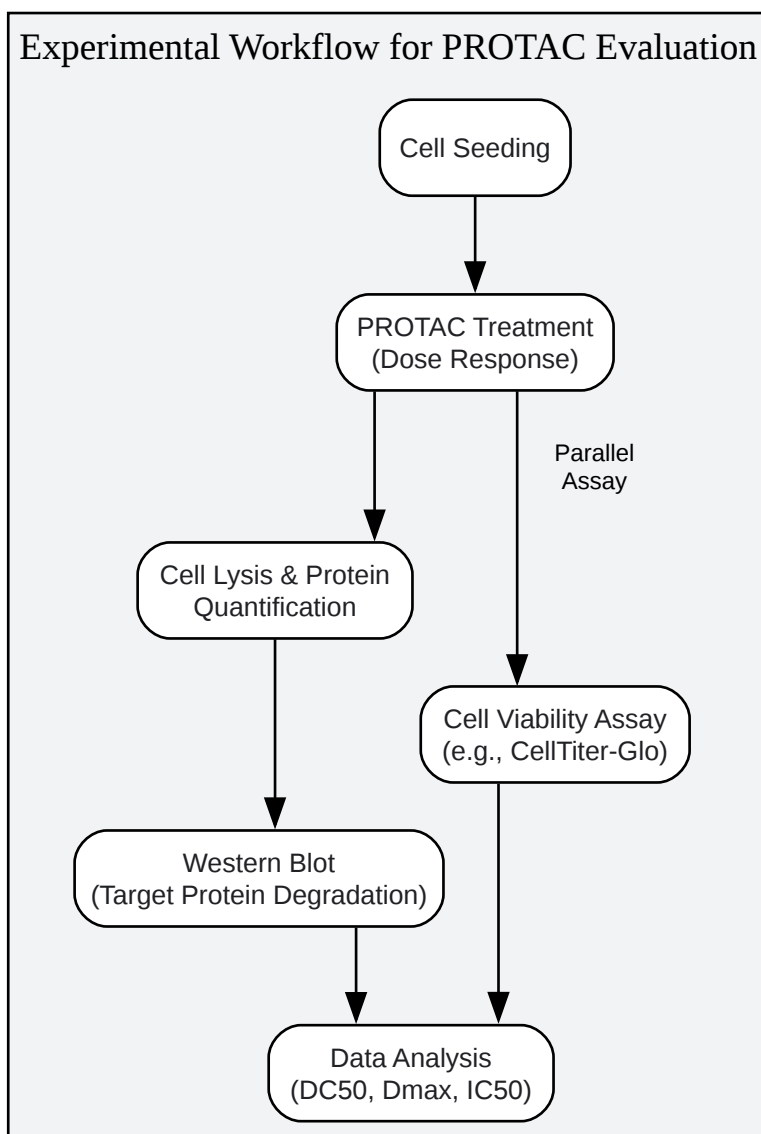 Experimental Workflow for PROTAC Evaluation
Cell Seeding
PROTAC Treatment
(Dose Response)
Parallel
Assay
Cell Lysis & Protein
Quantification
Cell Viability Assay
(e.g., CellTiter-Glo)
Western Blot
(Target Protein Degradation)
Data Analysis
(DC50, Dmax, IC50)